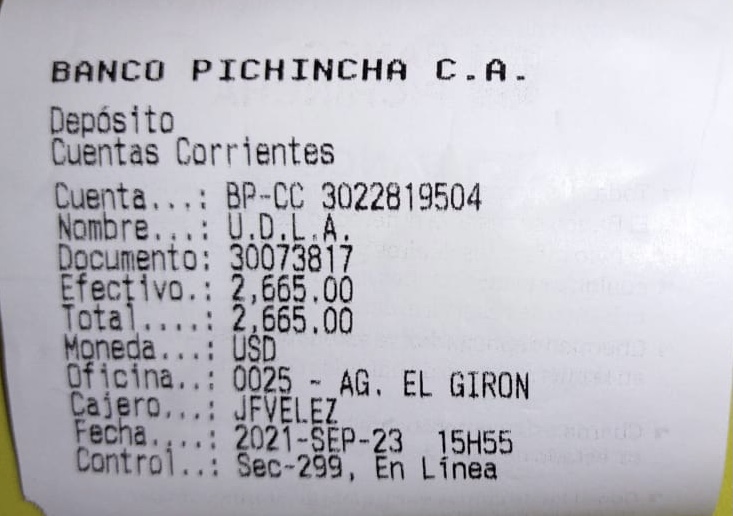 BANCO PICHINCHA C.A.
Depósito
Cuentas Corrientes
Cuenta...: BP-CC 3022819504
Nombre...: U.D.L.A.
Documento: 30073817
Efectivo.: 2,665.00
Total....: 2,665.00
Moneda...: USD
Oficina..: 0025 - AG. EL GIRON
Cajero...: JFVELEZ
Fecha....: 2021-SEP-23 15H55
Control..: Sec-299, En Línea